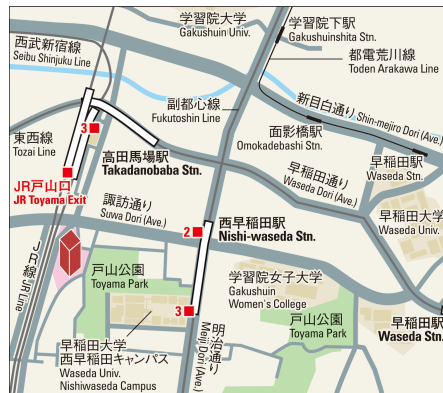 学習院大学
Gakushuin Univ.
学習院下駅
Gakushuinshita Stn.
西武新宿線
Seibu Shinjuku Line
都電荒川線
Toden Arakawa Line
副都心線
Fukutoshin Line
新目白通り Shin-mejiro Dori (Ave.)
東西線
Tozai Line
3
高田馬場駅
Takadanobaba Stn.
面影橋駅
Omokadebashi Stn.
早稲田通り
Waseda Dori (Ave.)
早稲田駅
Waseda Stn.
JR戸山口
JR Toyama Exit
諏訪通り
Suwa Dori (Ave.)
2
西早稲田駅
Nishi-waseda Stn.
早稲田大学
Waseda Univ.
JR線 JR Line
戸山公園
Toyama Park
学習院女子大学
Gakushuin
Women's College
3
戸山公園
Toyama Park
早稲田駅
Waseda Stn.
明治通り
Meiji Dori (Ave.)
早稲田大学
西早稲田キャンパス
Waseda Univ.
Nishiwaseda Campus